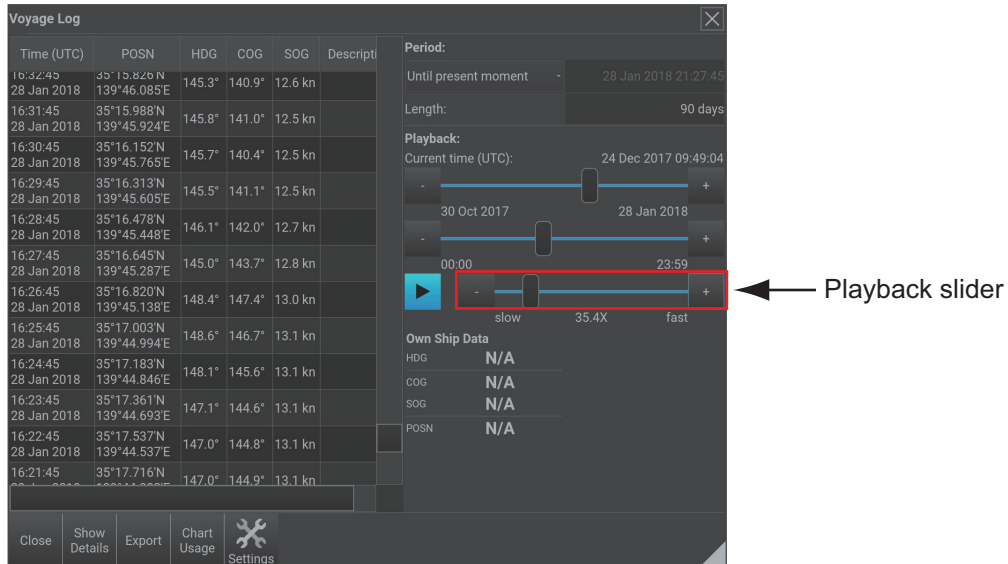 Voyage Log
Time (UTC) POSN HDG COG SOG Descripti
16:32:45 35°15.826'N
28 Jan 2018 139°46.085'E 145.3° 140.9° 12.6 kn
16:31:45 35°15.988'N
28 Jan 2018 139°45.924'E 145.8° 141.0° 12.5 kn
16:30:45 35°16.152'N
28 Jan 2018 139°45.765'E 145.7° 140.4° 12.5 kn
16:29:45 35°16.313'N
28 Jan 2018 139°45.605'E 145.5° 141.1° 12.5 kn
16:28:45 35°16.478'N
28 Jan 2018 139°45.448'E 146.1° 142.0° 12.7 kn
16:27:45 35°16.645'N
28 Jan 2018 139°45.287'E 145.0° 143.7° 12.8 kn
16:26:45 35°16.820'N
28 Jan 2018 139°45.138'E 148.4° 147.4° 13.0 kn
16:25:45 35°17.003'N
28 Jan 2018 139°44.994'E 148.6° 146.7° 13.1 kn
16:24:45 35°17.183'N
28 Jan 2018 139°44.846'E 148.1° 145.6° 13.1 kn
16:23:45 35°17.361'N
28 Jan 2018 139°44.693'E 147.1° 144.6° 13.1 kn
16:22:45 35°17.537'N
28 Jan 2018 139°44.537'E 147.0° 144.8° 13.1 kn
16:21:45 35°17.716'N
147.0° 144.9° 13.1 kn
Period:
Until present moment - 28 Jan 2018 21:27:45
Length: 90 days
Playback:
Current time (UTC): 24 Dec 2017 09:49:04
- +
30 Oct 2017 28 Jan 2018
- +
00:00 23:59
- +
slow 35.4X fast
Playback slider
Own Ship Data
HDG N/A
COG N/A
SOG N/A
POSN N/A
Close
Show
Details
Export
Chart
Usage
Settings